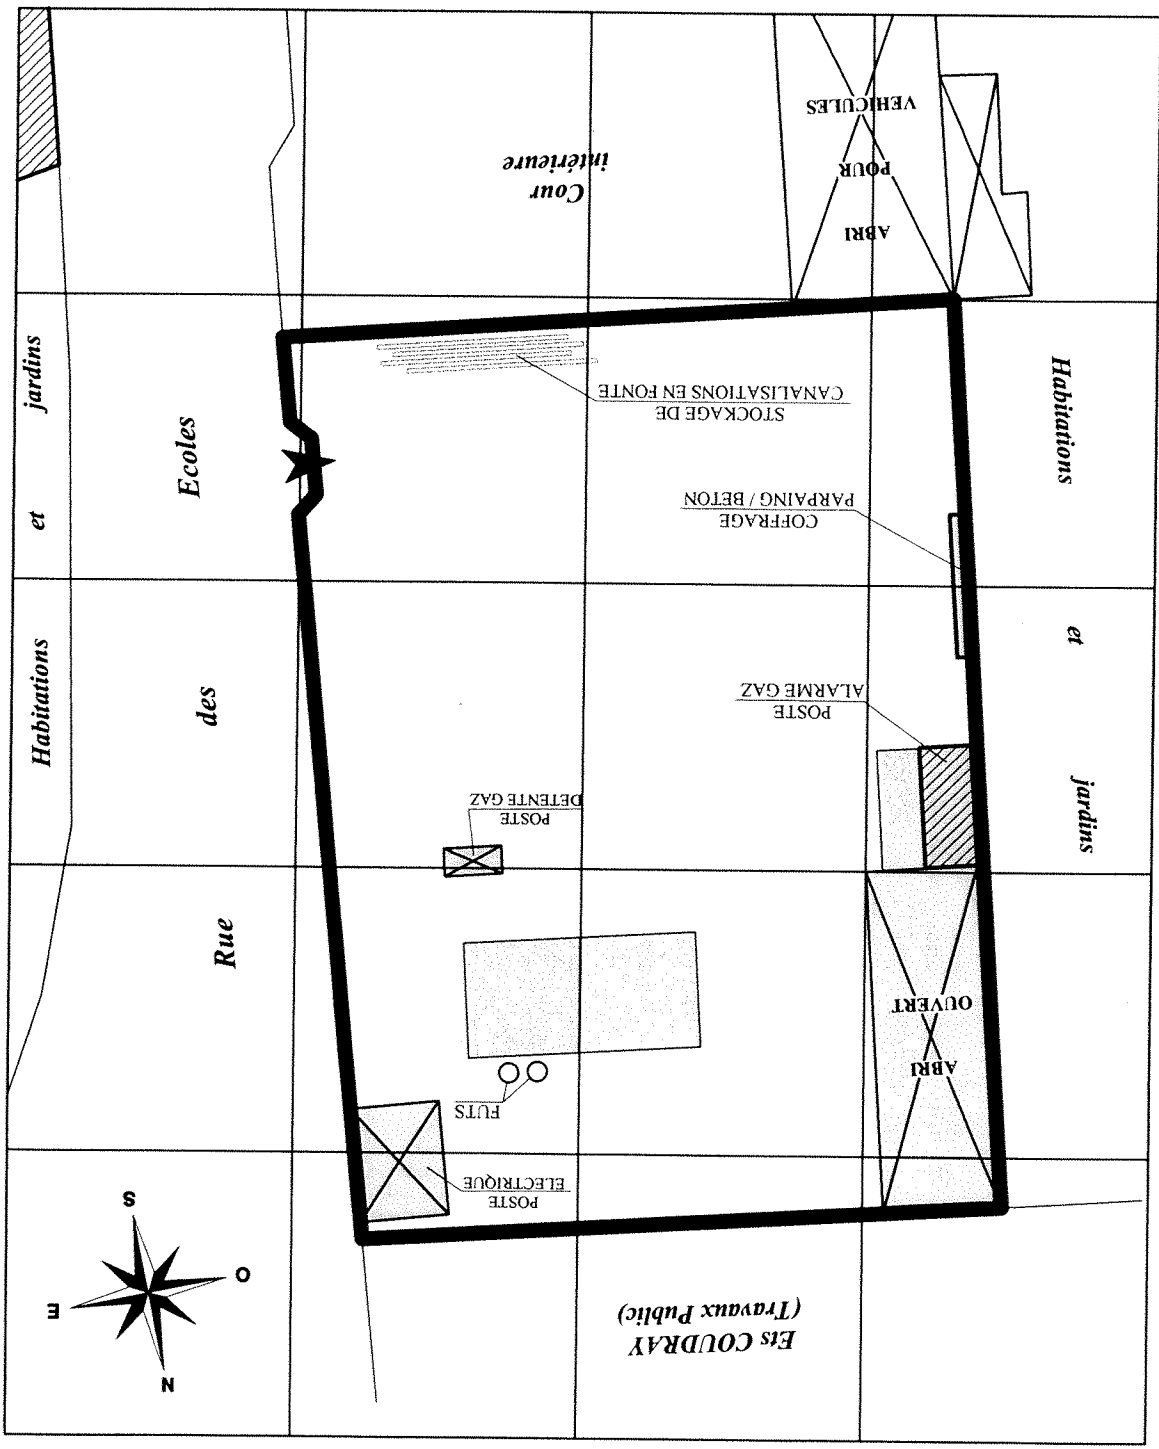 Ets COUDRAY
(Travaux Public)
N
E
O
S
POSTE
ELECTRIQUE
FUTS
ABRI
OUVERT
Rue
des
Ecoles
POSTE
DETENTE GAZ
POSTE
ALARME GAZ
COFFRAGE
PARPAING / BETON
STOCKAGE DE
CANALISATIONS EN FONTE
Habitations
et
jardins
Habitations
et
jardins
ABRI
POUR
VEHICULES
Cour
intérieure